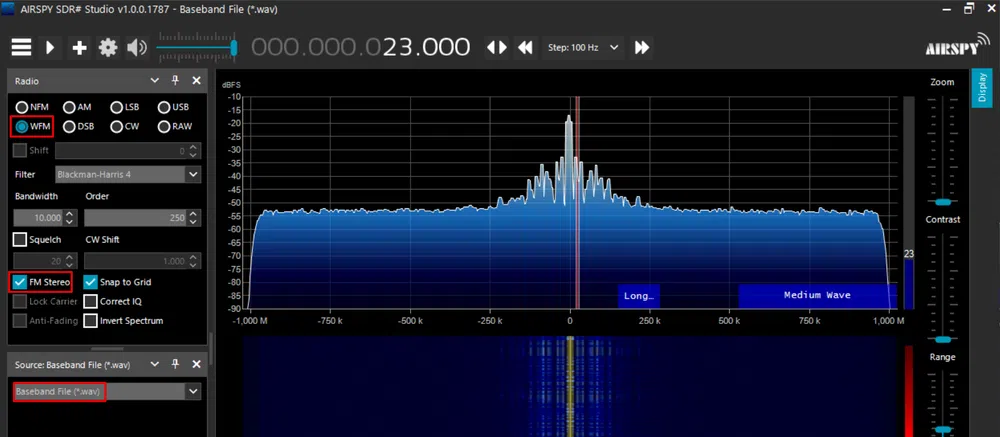 AIRSPY SDR# Studio v1.0.0.1787 - Baseband File (*.wav)
000.000.023.000
Step: 100 Hz
AIRSPY
Radio
NFM AM LSB USB
WFM DSB CW RAW
Shift 0
Filter Blackman-Harris 4
Bandwidth Order
10.000 250
Squelch CW Shift
20 1.000
FM Stereo Snap to Grid
Lock Carrier Correct IQ
Anti-Fading Invert Spectrum
Source: Baseband File (*.wav)
Baseband File (*.wav)
dBFS
-10
-15
-20
-25
-30
-35
-40
-45
-50
-55
-60
-65
-70
-75
-80
-85
-90
Long… Medium Wave
-1,000 M -750 k -500 k -250 k 0 250 k 500 k 750 k 1,000 M
23
Zoom
Contrast
Range
Display